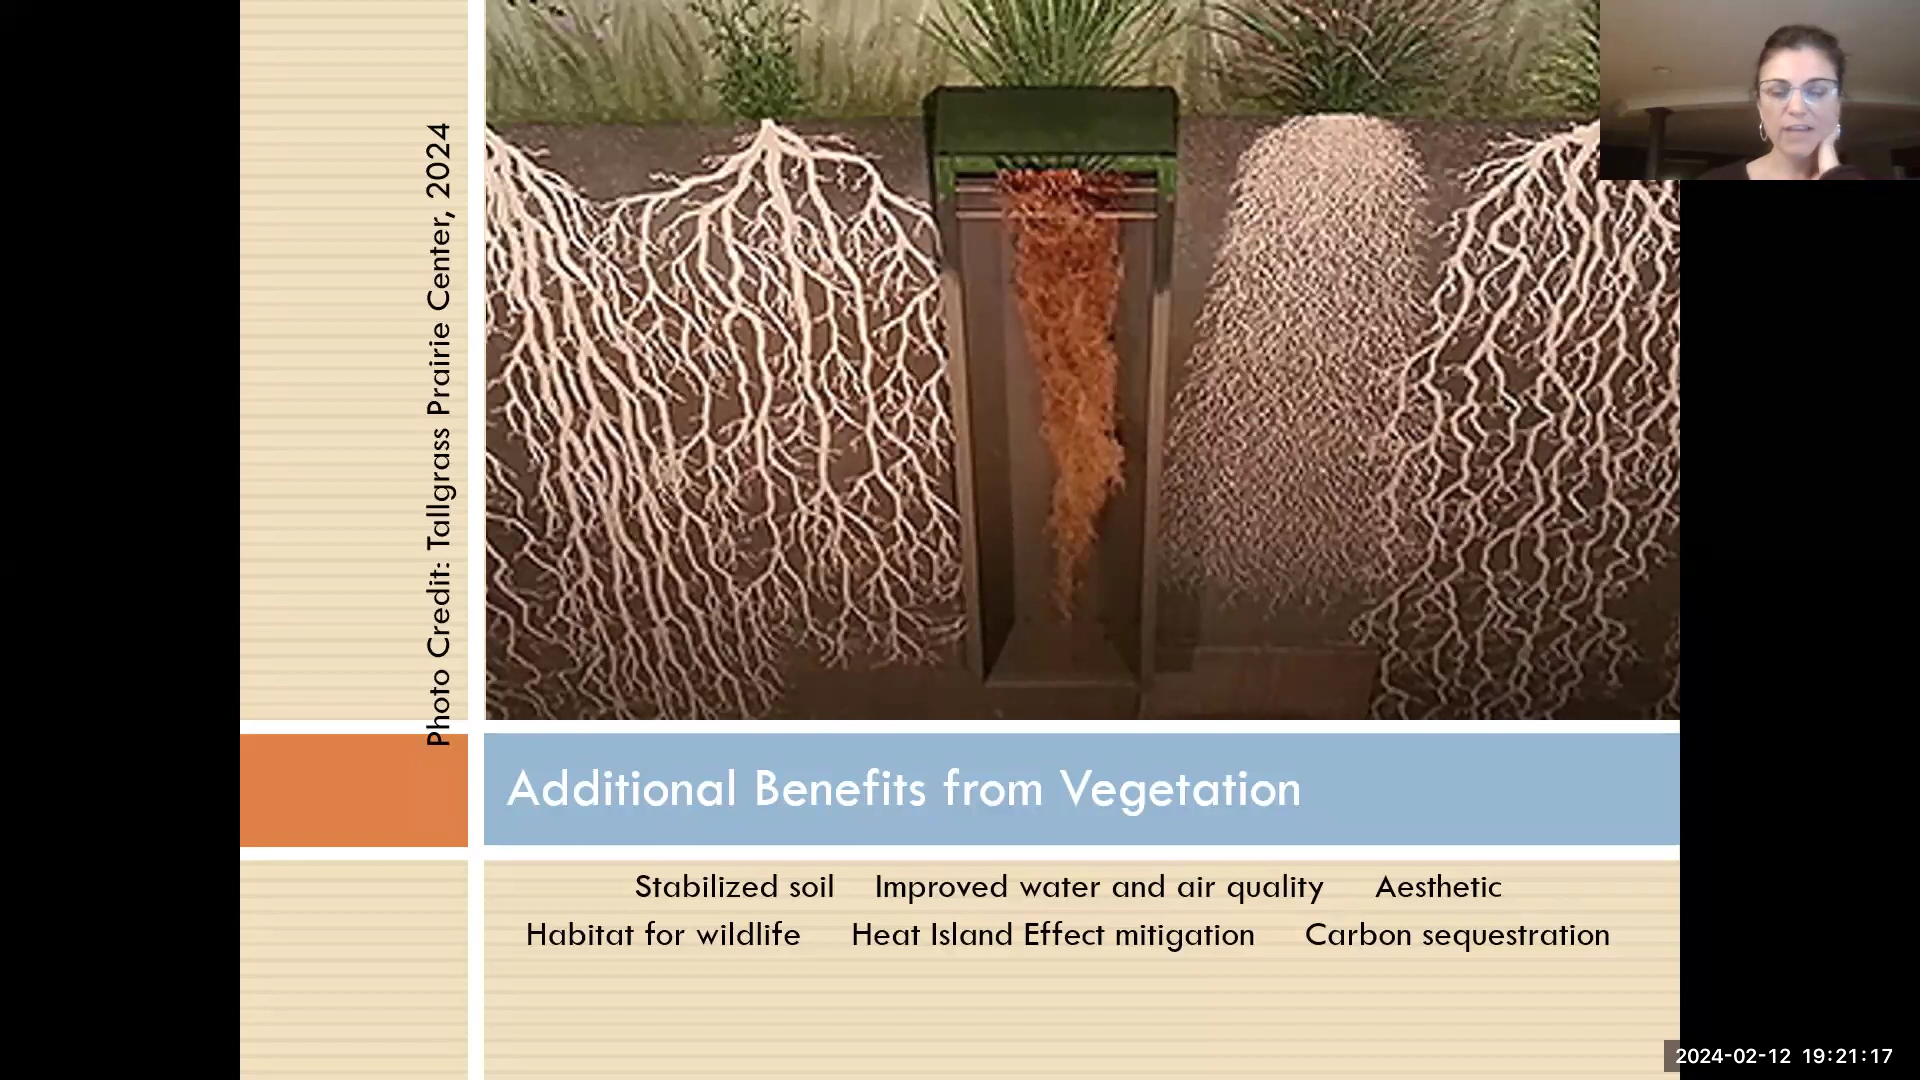 Photo Credit: Tallgrass Prairie Center, 2024
Additional Benefits from Vegetation
Stabilized soil Improved water and air quality Aesthetic
Habitat for wildlife Heat Island Effect mitigation Carbon sequestration
2024-02-12 19:21:17